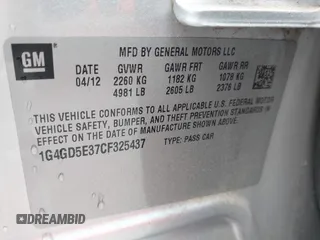 GM
MFD BY GENERAL MOTORS LLC
DATE GVWR GAWR FRT GAWR RR
04/12 2260 KG 1182 KG 1078 KG
4981 LB 2605 LB 2376 LB
THIS VEHICLE CONFORMS TO ALL APPLICABLE U.S. FEDERAL MOTOR
VEHICLE SAFETY, BUMPER, AND THEFT PREVENTION STANDARDS IN
EFFECT ON THE DATE OF MANUFACTURE SHOWN ABOVE.
1G4GD5E37CF325437 TYPE: PASS CAR
DREAMBID